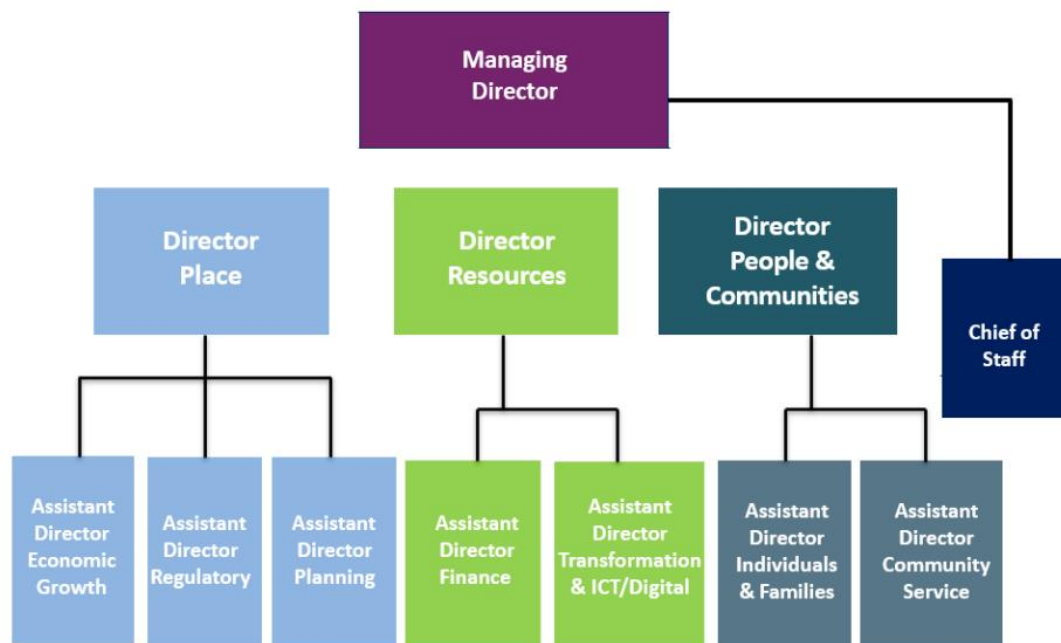 Managing
Director
Director
Place
Director
Resources
Director
People &
Communities
Chief of
Staff
Assistant
Director
Economic
Growth
Assistant
Director
Regulatory
Assistant
Director
Planning
Assistant
Director
Finance
Assistant
Director
Transformation
& ICT/Digital
Assistant
Director
Individuals
& Families
Assistant
Director
Community
Service